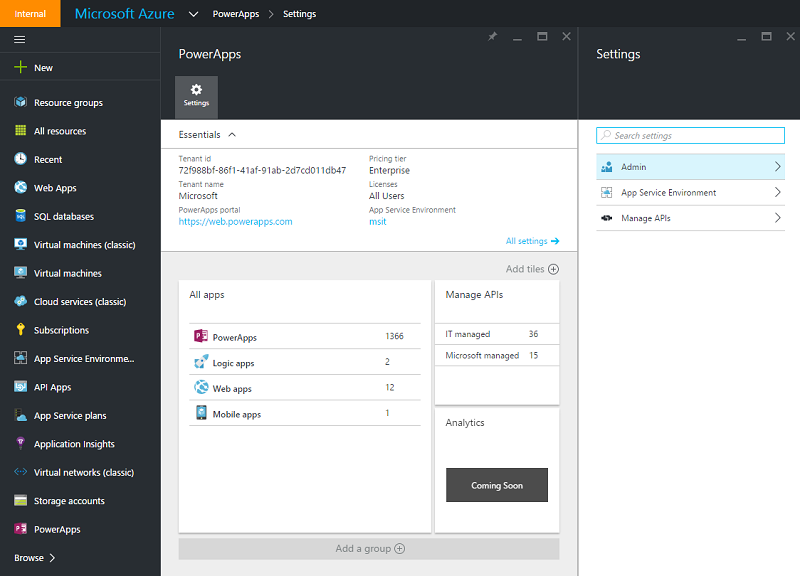 Internal
Microsoft Azure
PowerApps > Settings
New
Resource groups
All resources
Recent
Web Apps
SQL databases
Virtual machines (classic)
Virtual machines
Cloud services (classic)
Subscriptions
App Service Environme...
API Apps
App Service plans
Application Insights
Virtual networks (classic)
Storage accounts
PowerApps
Browse >
PowerApps
Settings
Essentials
Tenant id
72f988bf-86f1-41af-91ab-2d7cd011db47
Tenant name
Microsoft
PowerApps portal
https://web.powerapps.com
Pricing tier
Enterprise
Licenses
All Users
App Service Environment
msit
All settings →
Add tiles
All apps
PowerApps 1366
Logic apps 2
Web apps 12
Mobile apps 1
Manage APIs
IT managed 36
Microsoft managed 15
Analytics
Coming Soon
Add a group
Settings
Search settings
Admin
App Service Environment
Manage APIs